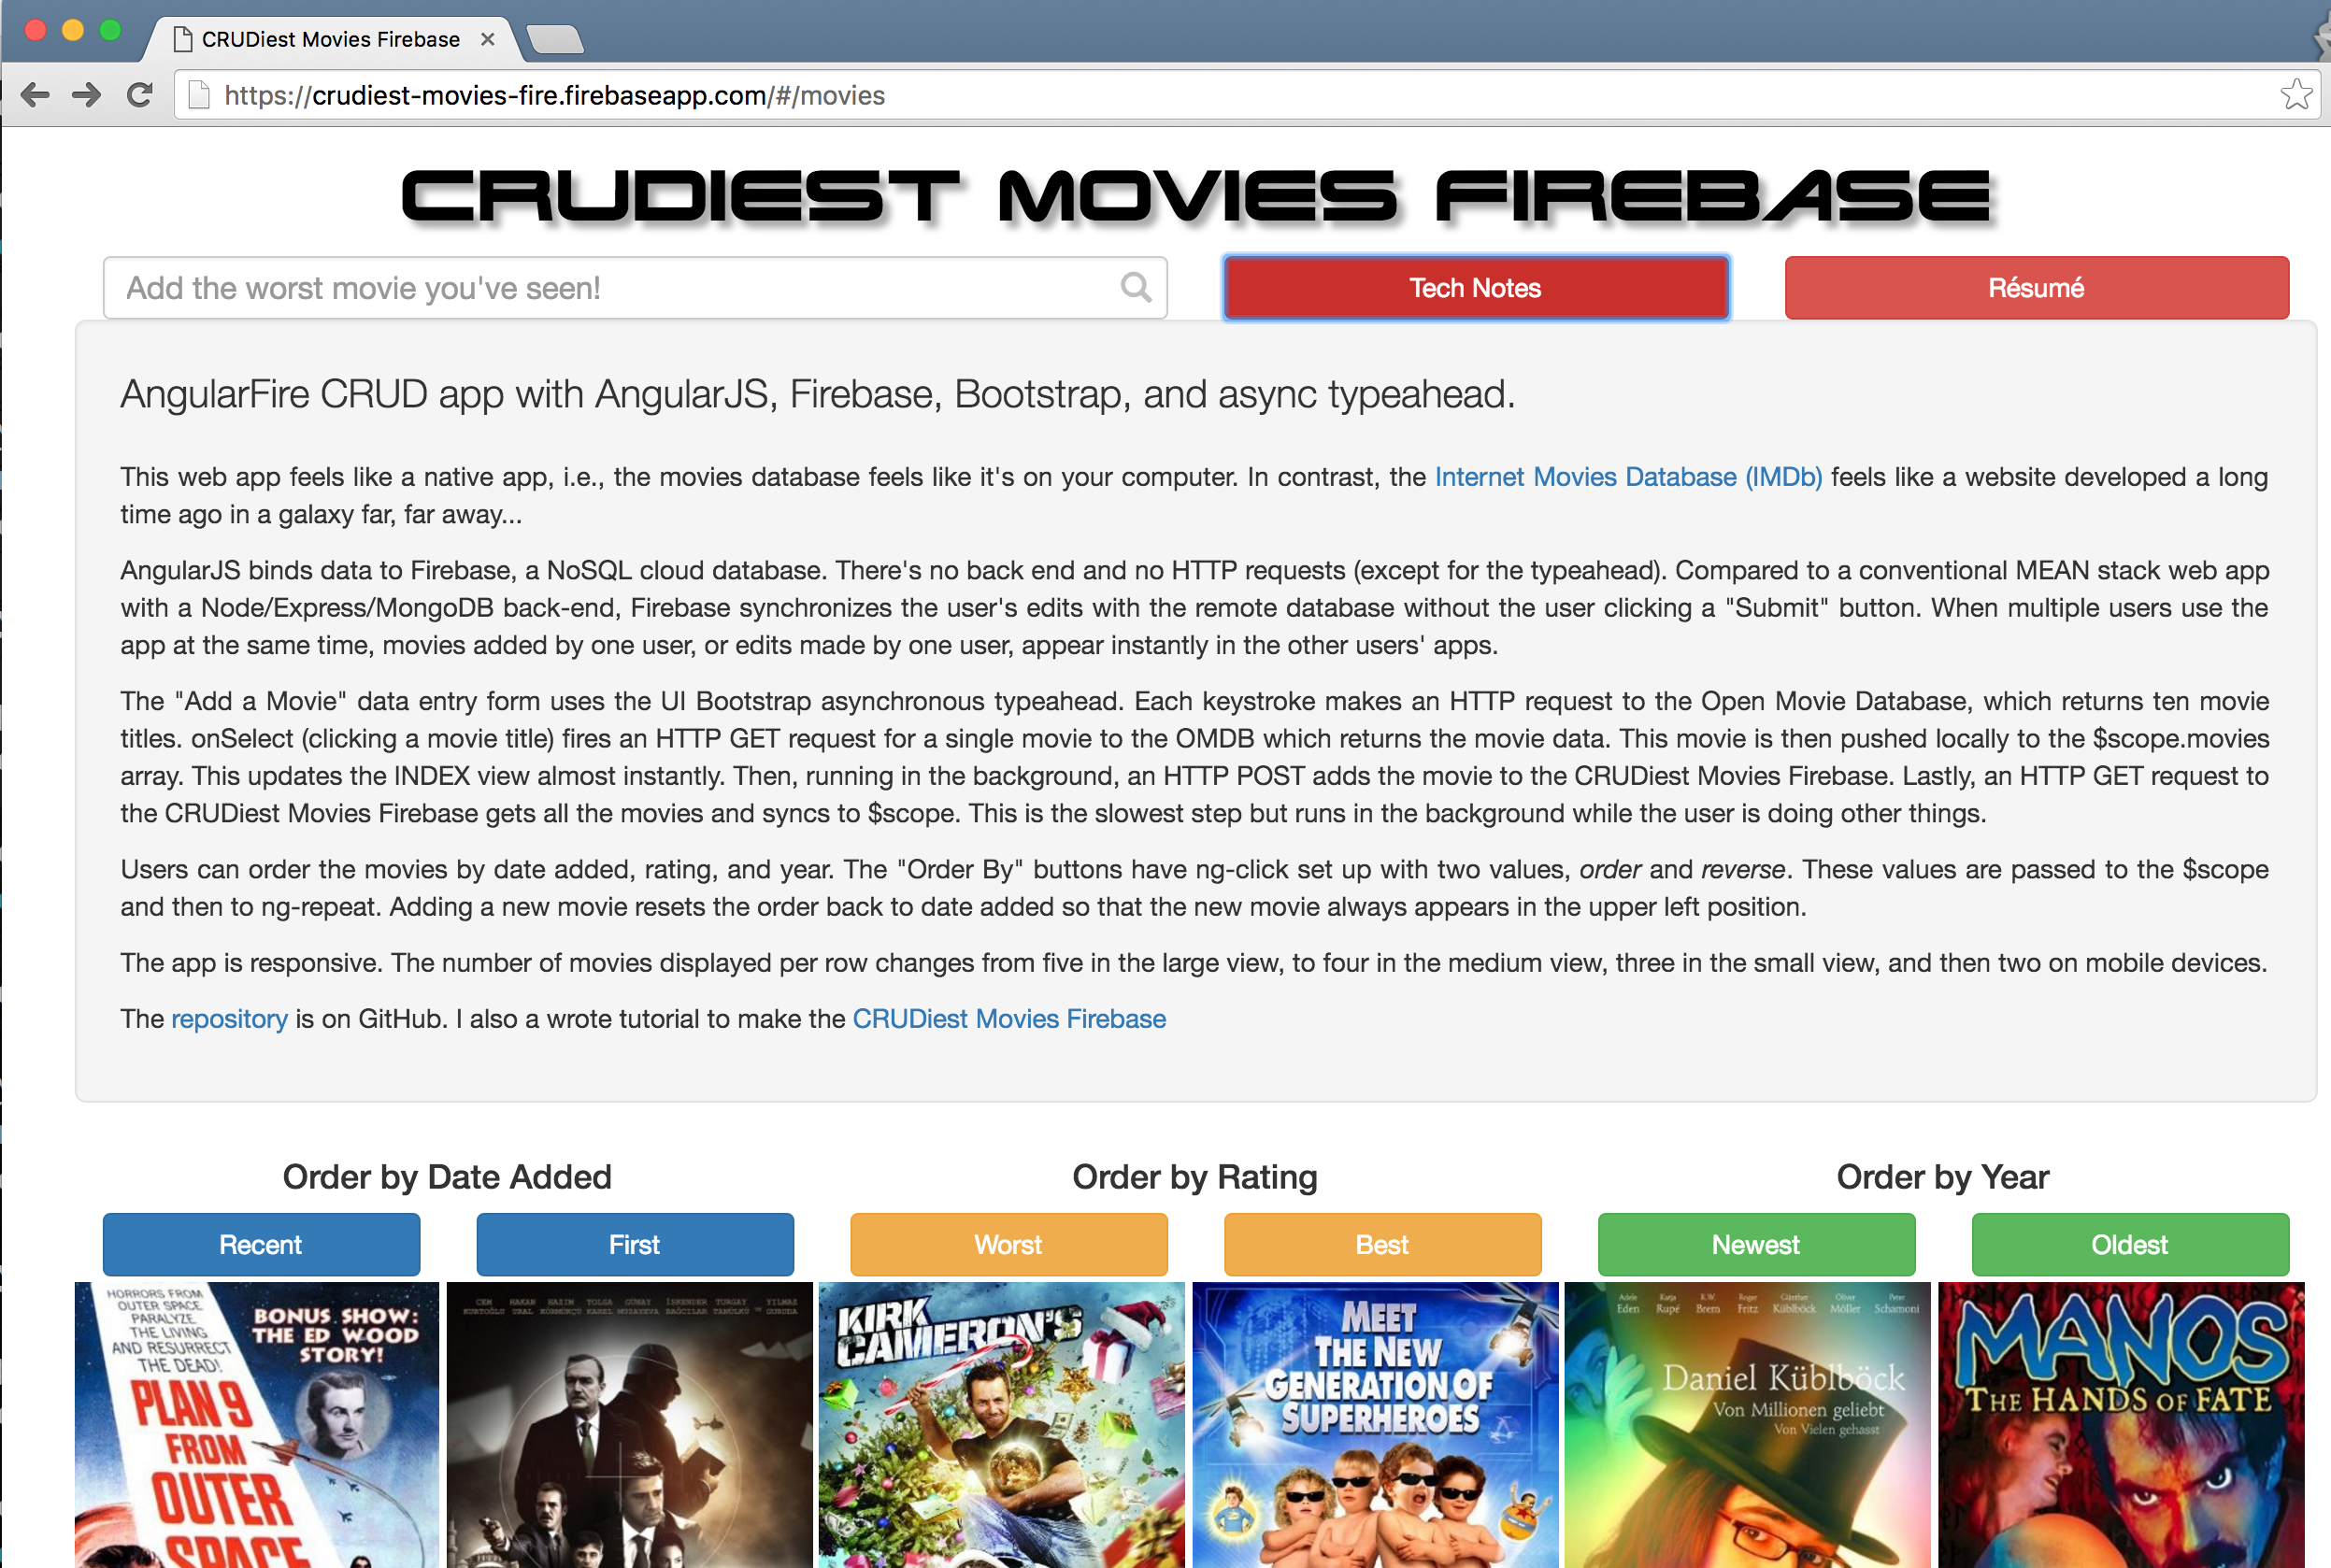 CRUDiest Movies Firebase
https://crudiest-movies-fire.firebaseapp.com/#/movies
CRUDIEST MOVIES FIREBASE
Add the worst movie you've seen!
Tech Notes
Résumé
AngularFire CRUD app with AngularJS, Firebase, Bootstrap, and async typeahead.
This web app feels like a native app, i.e., the movies database feels like it's on your computer. In contrast, the Internet Movies Database (IMDb) feels like a website developed a long
time ago in a galaxy far, far away...
AngularJS binds data to Firebase, a NoSQL cloud database. There's no back end and no HTTP requests (except for the typeahead). Compared to a conventional MEAN stack web app
with a Node/Express/MongoDB back-end, Firebase synchronizes the user's edits with the remote database without the user clicking a "Submit" button. When multiple users use the
app at the same time, movies added by one user, or edits made by one user, appear instantly in the other users' apps.
The "Add a Movie" data entry form uses the UI Bootstrap asynchronous typeahead. Each keystroke makes an HTTP request to the Open Movie Database, which returns ten movie
titles. onSelect (clicking a movie title) fires an HTTP GET request for a single movie to the OMDB which returns the movie data. This movie is then pushed locally to the $scope.movies
array. This updates the INDEX view almost instantly. Then, running in the background, an HTTP POST adds the movie to the CRUDiest Movies Firebase. Lastly, an HTTP GET request to
the CRUDiest Movies Firebase gets all the movies and syncs to $scope. This is the slowest step but runs in the background while the user is doing other things.
Users can order the movies by date added, rating, and year. The "Order By" buttons have ng-click set up with two values, order and reverse. These values are passed to the $scope
and then to ng-repeat. Adding a new movie resets the order back to date added so that the new movie always appears in the upper left position.
The app is responsive. The number of movies displayed per row changes from five in the large view, to four in the medium view, three in the small view, and then two on mobile devices.
The repository is on GitHub. I also a wrote tutorial to make the CRUDiest Movies Firebase
Order by Date Added
Order by Rating
Order by Year
Recent
First
Worst
Best
Newest
Oldest
HORRORS FROM
OUTER SPACE
PARALYZE
THE LIVING
AND RESURRECT
THE DEAD!
BONUS SHOW:
THE ED WOOD
STORY!
PLAN 9
FROM
OUTER
SPACE
CEM HAKAN HAZIM TOLGA GÜNAY İSKENDER TURGAY YILMAZ
KIRK
CAMERON'S
MEET
THE NEW
GENERATION OF
SUPERHEROES
Adele Katja R.W. Roger Günther Oliver Peter
Eden Rupé Brem Fritz Küblböck Möller Schamoni
Daniel Küblböck
Von Millionen geliebt
Von Vielen gehasst
MANOS
THE HANDS OF FATE